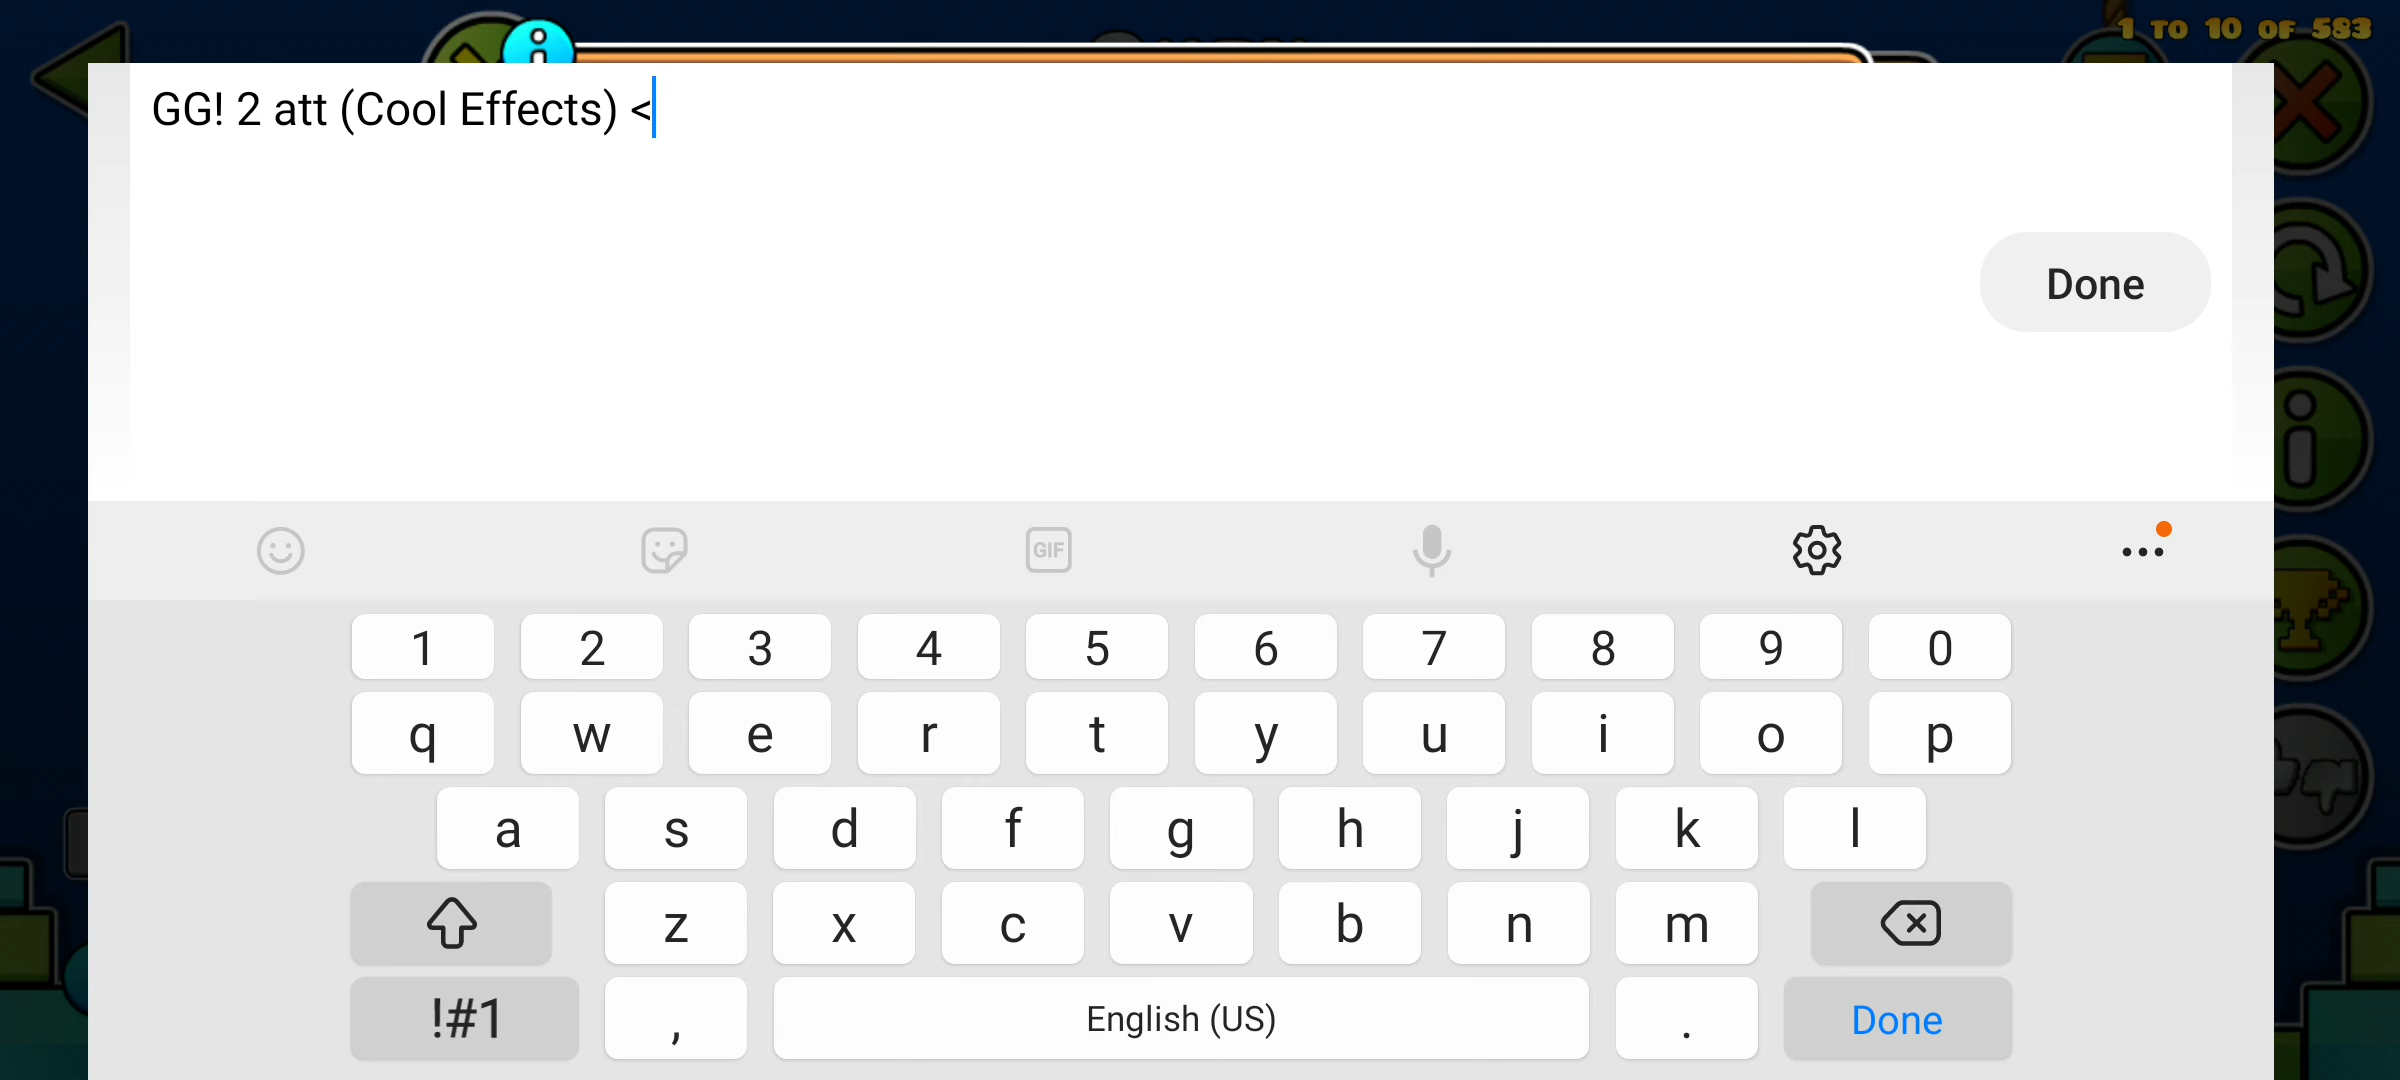 1 TO 10 OF 583
GG! 2 att (Cool Effects) <
Done
GIF
1 2 3 4 5 6 7 8 9 0
q w e r t y u i o p
a s d f g h j k l
z x c v b n m
!#1 , English (US) . Done